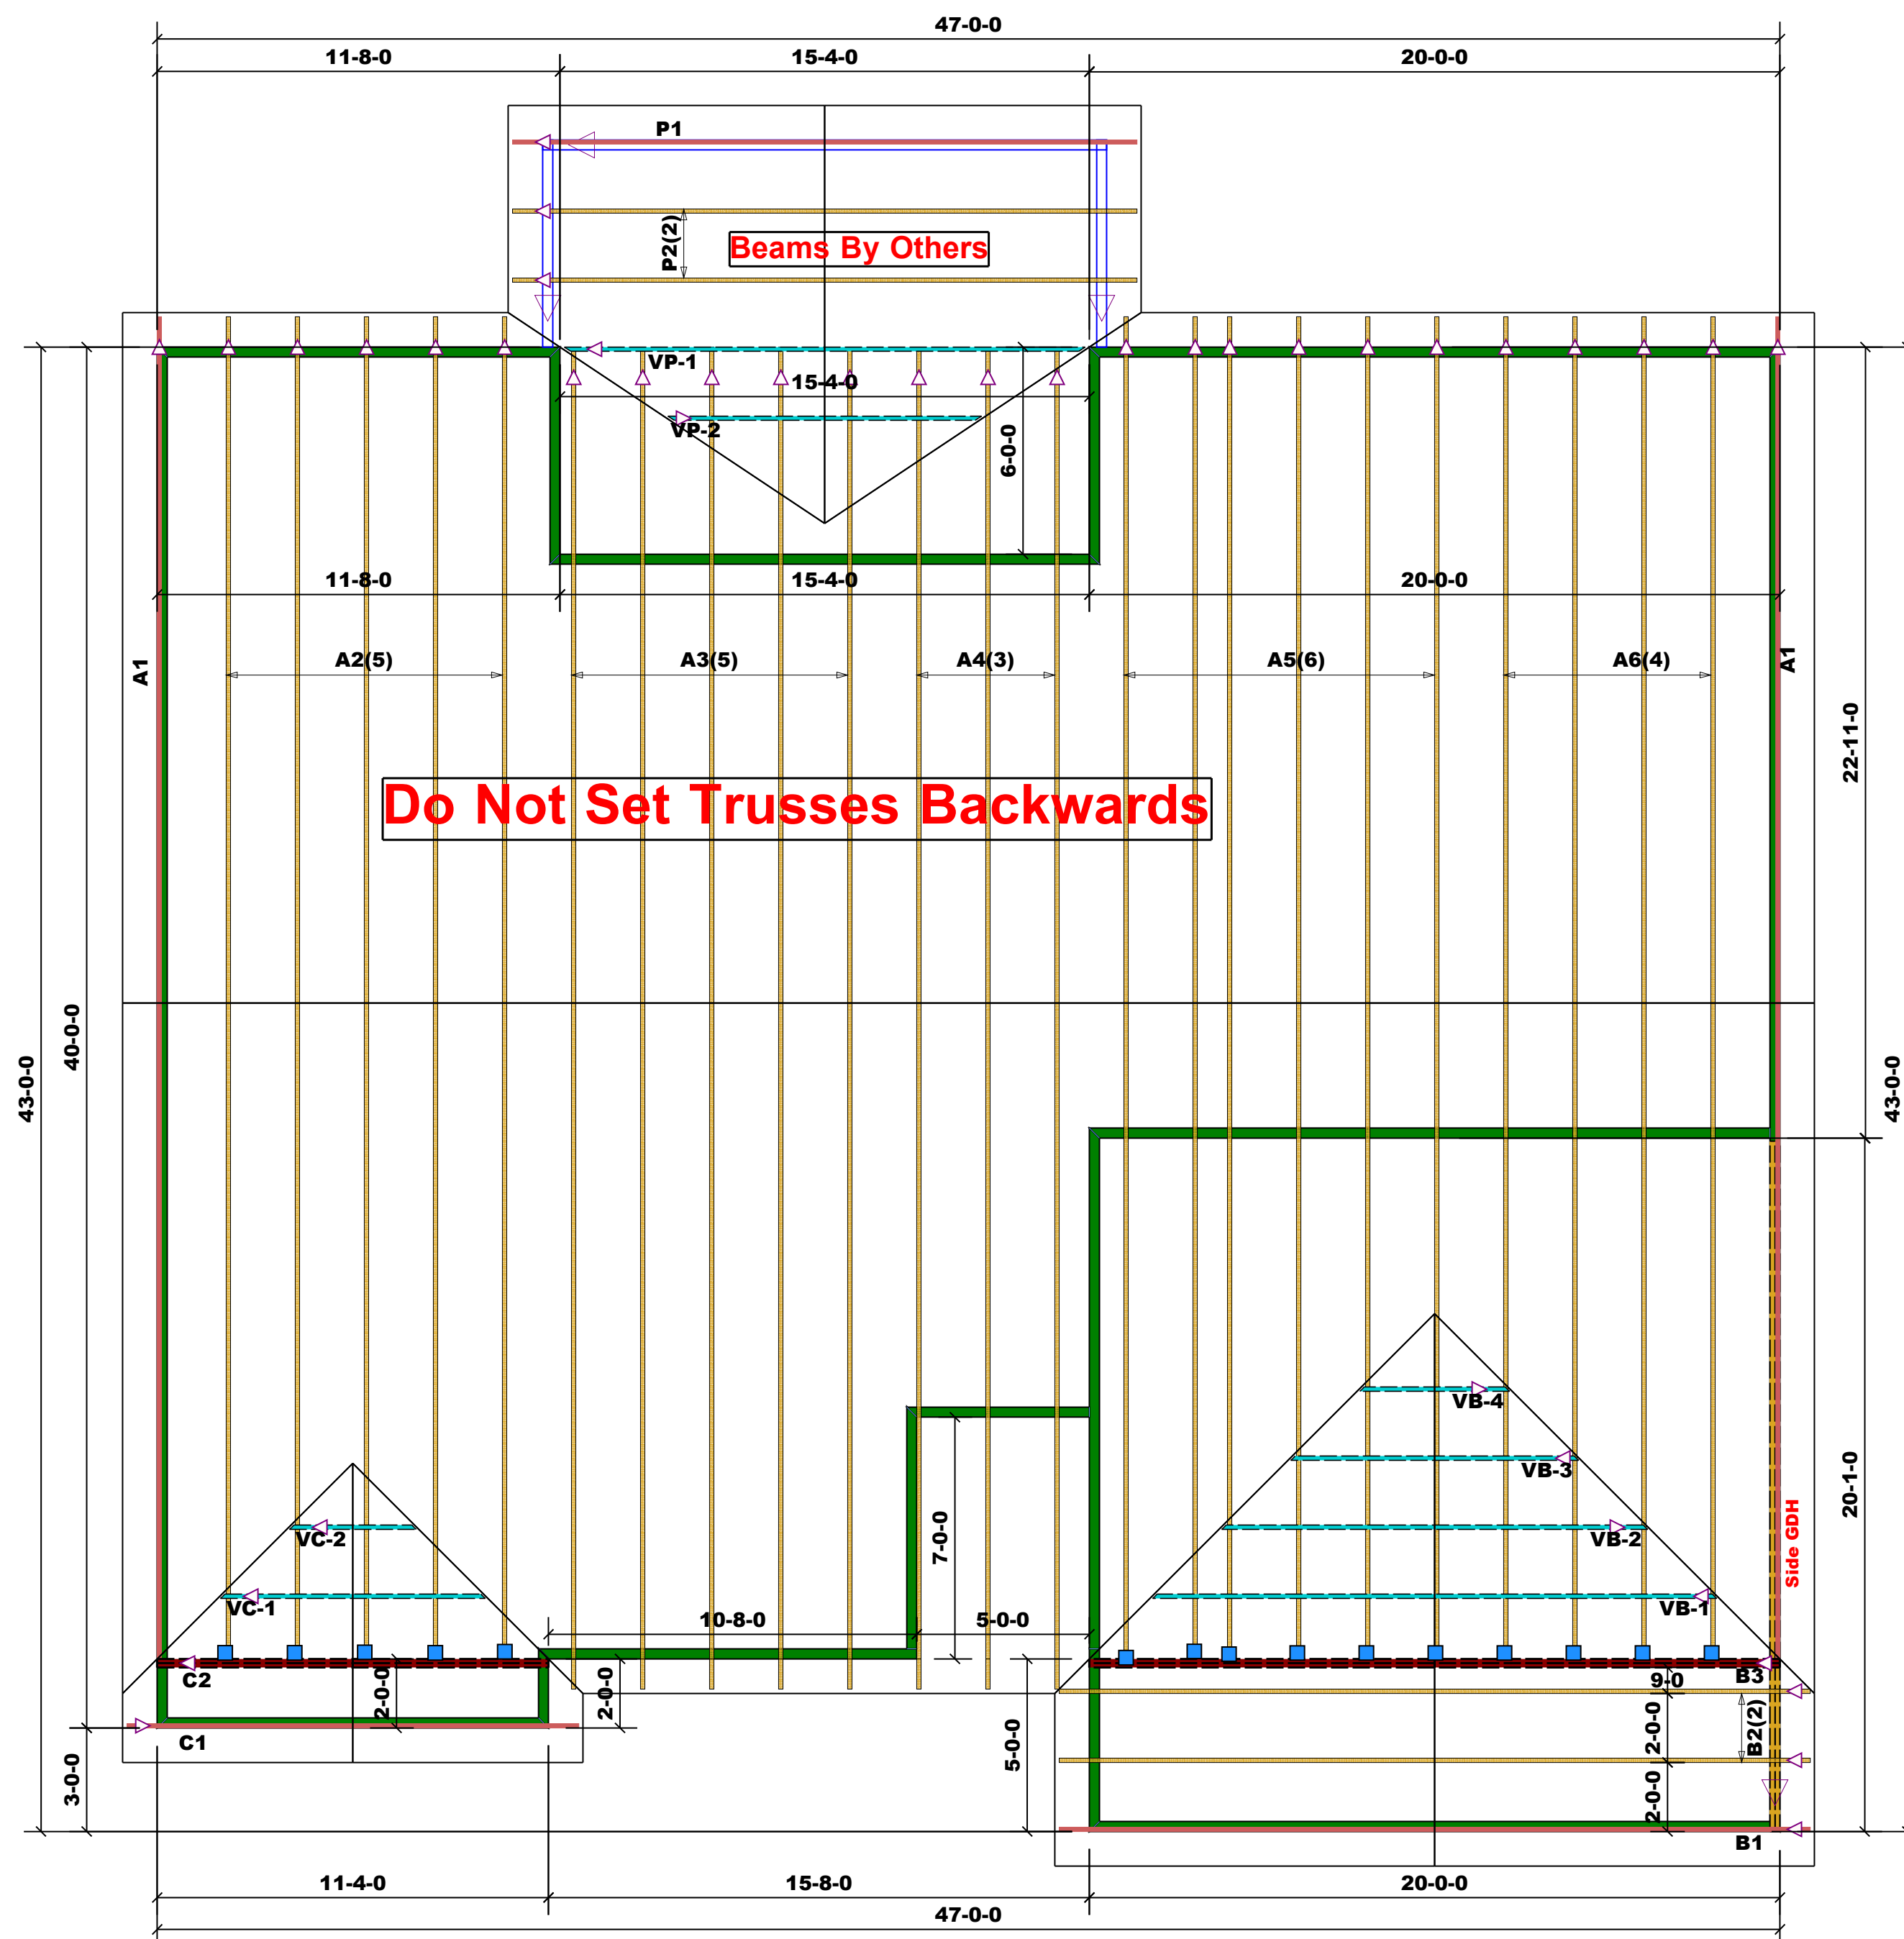 47-0-0
11-8-0
15-4-0
20-0-0
P1
P2(2)
Beams By Others
VP-1
15-4-0
VP-2
6-0-0
11-8-0
15-4-0
20-0-0
A1
A2(5)
A3(5)
A4(3)
A5(6)
A6(4)
A1
22-11-0
Do Not Set Trusses Backwards
43-0-0
40-0-0
43-0-0
VB-4
VB-3
20-1-0
Side GDH
VC-2
7-0-0
VB-2
VC-1
VB-1
10-8-0
5-0-0
C2
2-0-0
2-0-0
B3
9-0
C1
3-0-0
5-0-0
2-0-0
B2(2)
2-0-0
B1
11-4-0
15-8-0
20-0-0
47-0-0